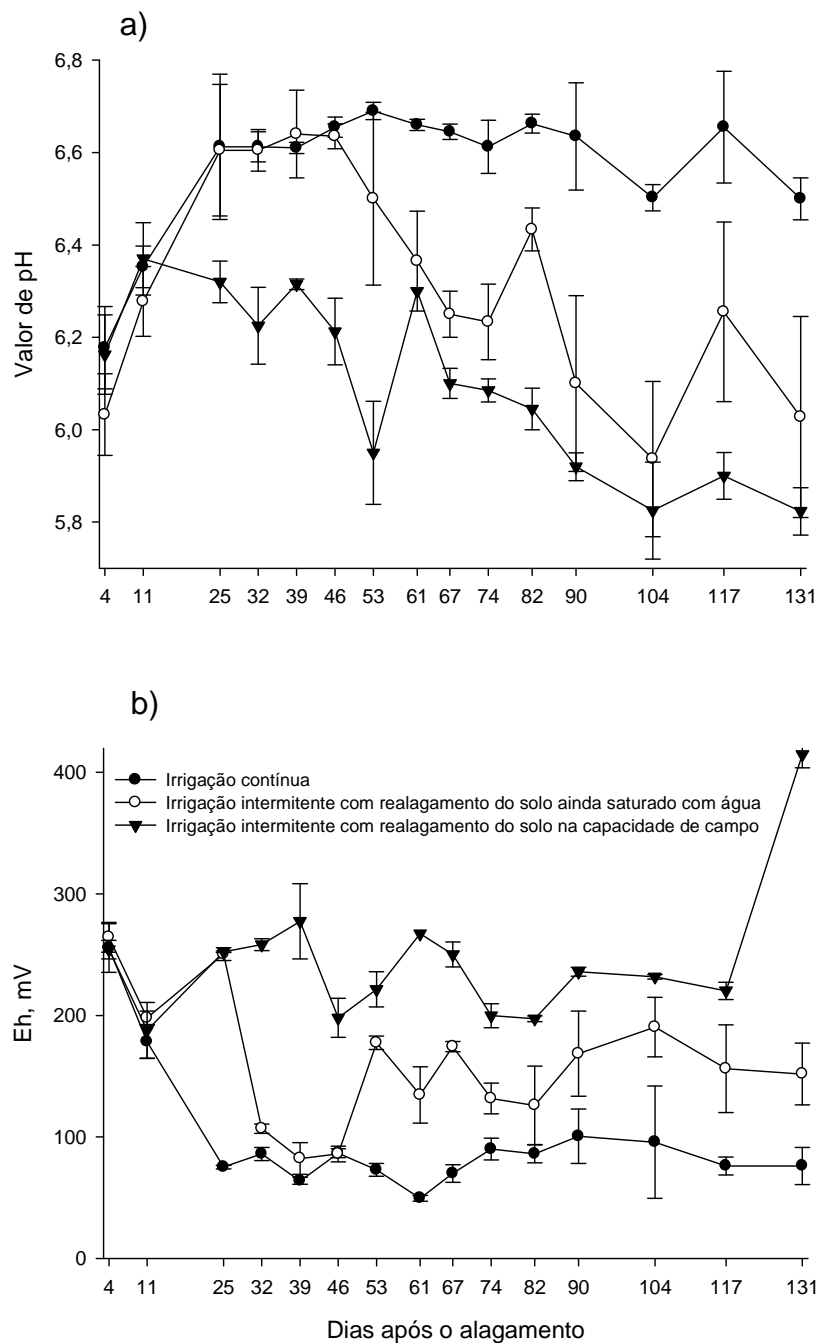 a)
6,8
6,6
6,4
6,2
6,0
5,8
Valor de pH
4 11 25 32 39 46 53 61 67 74 82 90 104 117 131
b)
400
300
200
100
0
Eh, mV
Irrigação contínua
Irrigação intermitente com realagamento do solo ainda saturado com água
Irrigação intermitente com realagamento do solo na capacidade de campo
4 11 25 32 39 46 53 61 67 74 82 90 104 117 131
Dias após o alagamento